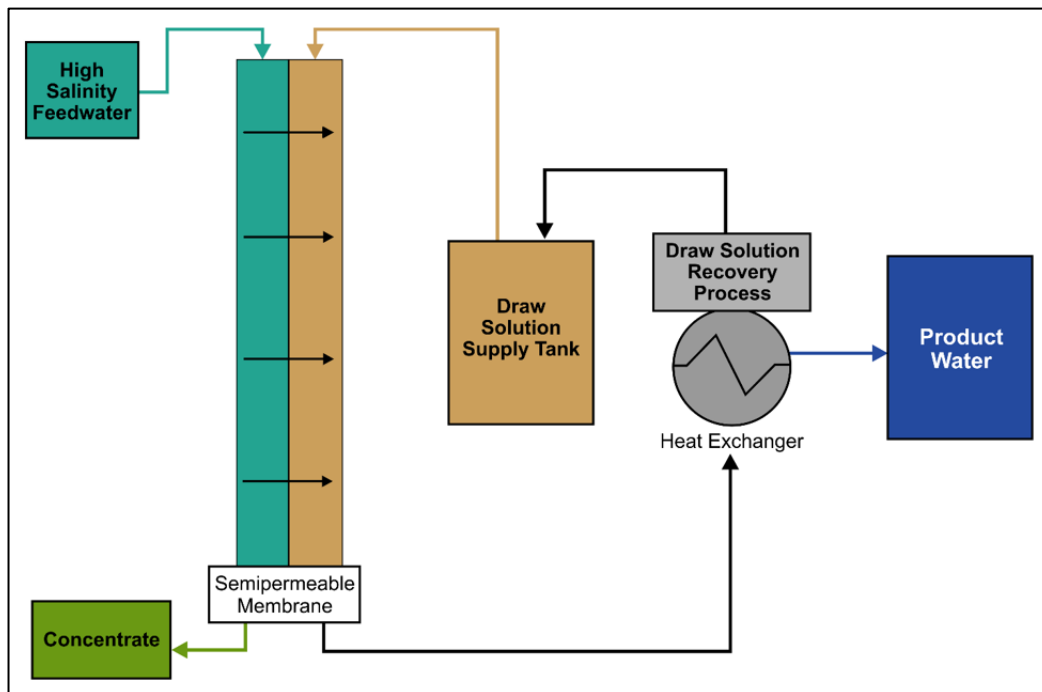 High
Salinity
Feedwater
Draw Solution
Recovery
Process
Draw
Solution
Supply Tank
Product
Water
Heat Exchanger
Semipermeable
Membrane
Concentrate